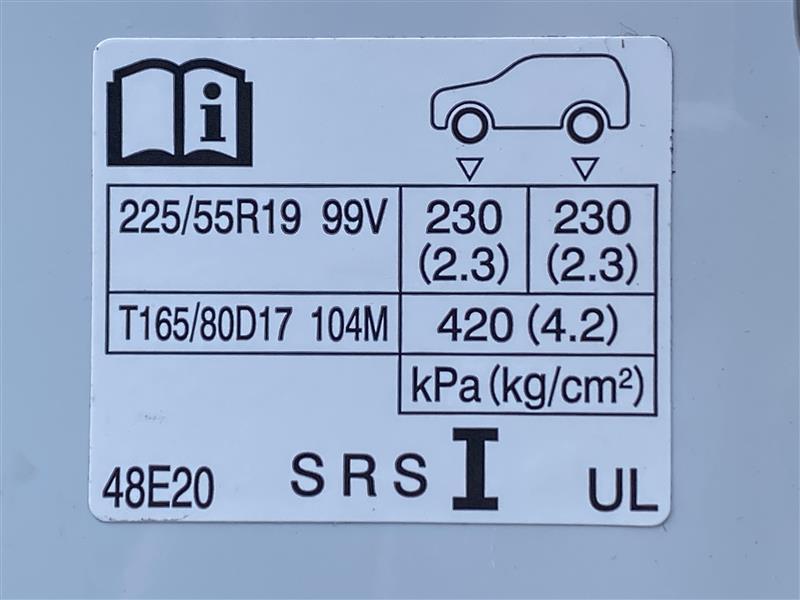 i
225/55R19 99V 230 230
(2.3) (2.3)
T165/80D17 104M 420 (4.2)
kPa (kg/cm²)
48E20 SRS I UL